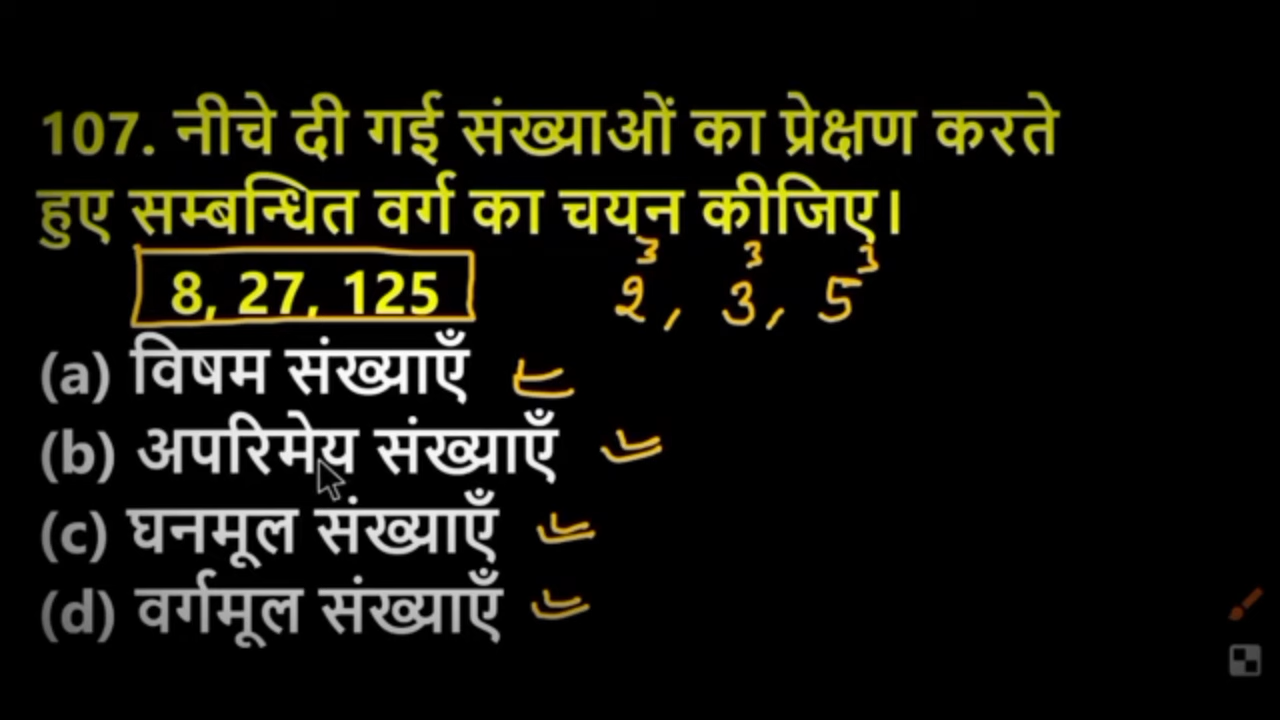 107. नीचे दी गई संख्याओं का प्रेक्षण करते
हुए सम्बन्धित वर्ग का चयन कीजिए।
8, 27, 125 2³, 3³, 5³
(a) विषम संख्याएँ
(b) अपरिमेय संख्याएँ
(c) घनमूल संख्याएँ
(d) वर्गमूल संख्याएँ